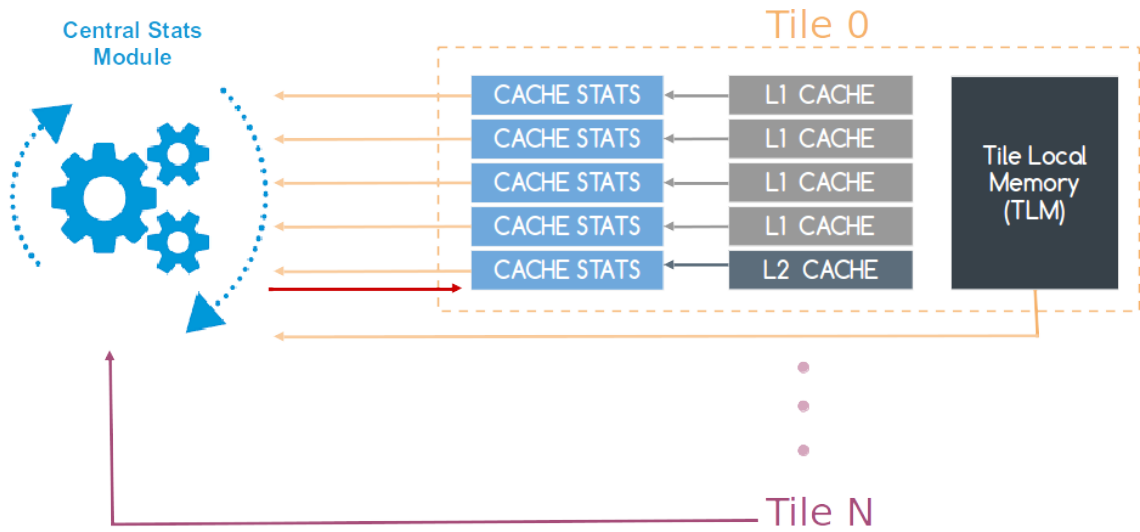 Central Stats
Module
Tile 0
CACHE STATS
L1 CACHE
CACHE STATS
L1 CACHE
CACHE STATS
L1 CACHE
CACHE STATS
L1 CACHE
CACHE STATS
L2 CACHE
Tile Local
Memory
(TLM)
Tile N